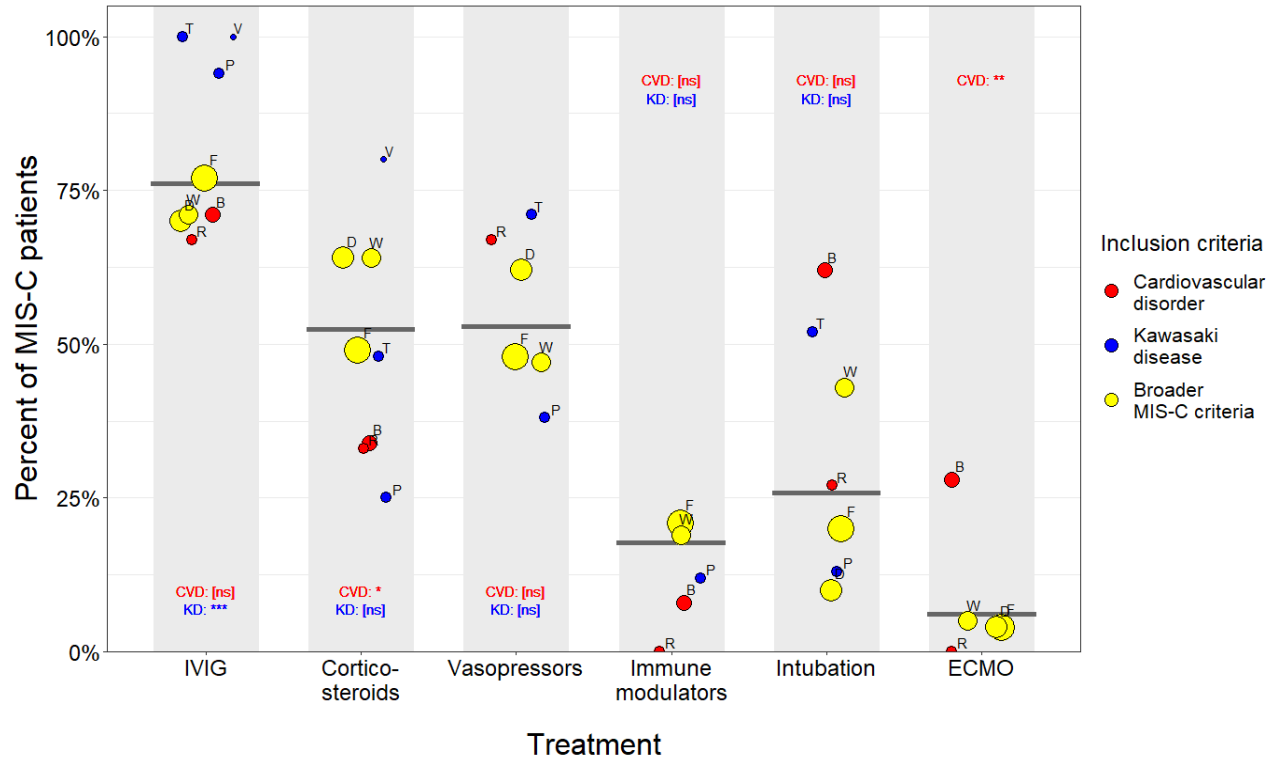 100%
75%
50%
25%
0%
Percent of MIS-C patients
T
V
P
F
W
D
B
R
CVD: [ns]
KD: ***
V
D
W
F
T
B
R
P
CVD: *
KD: [ns]
T
R
D
F
W
P
CVD: [ns]
KD: [ns]
CVD: [ns]
KD: [ns]
F
W
P
B
R
CVD: [ns]
KD: [ns]
B
T
W
R
F
P
D
CVD: **
B
W
D
F
R
IVIG
Cortico-
steroids
Vasopressors
Immune
modulators
Intubation
ECMO
Treatment
Inclusion criteria
Cardiovascular
disorder
Kawasaki
disease
Broader
MIS-C criteria